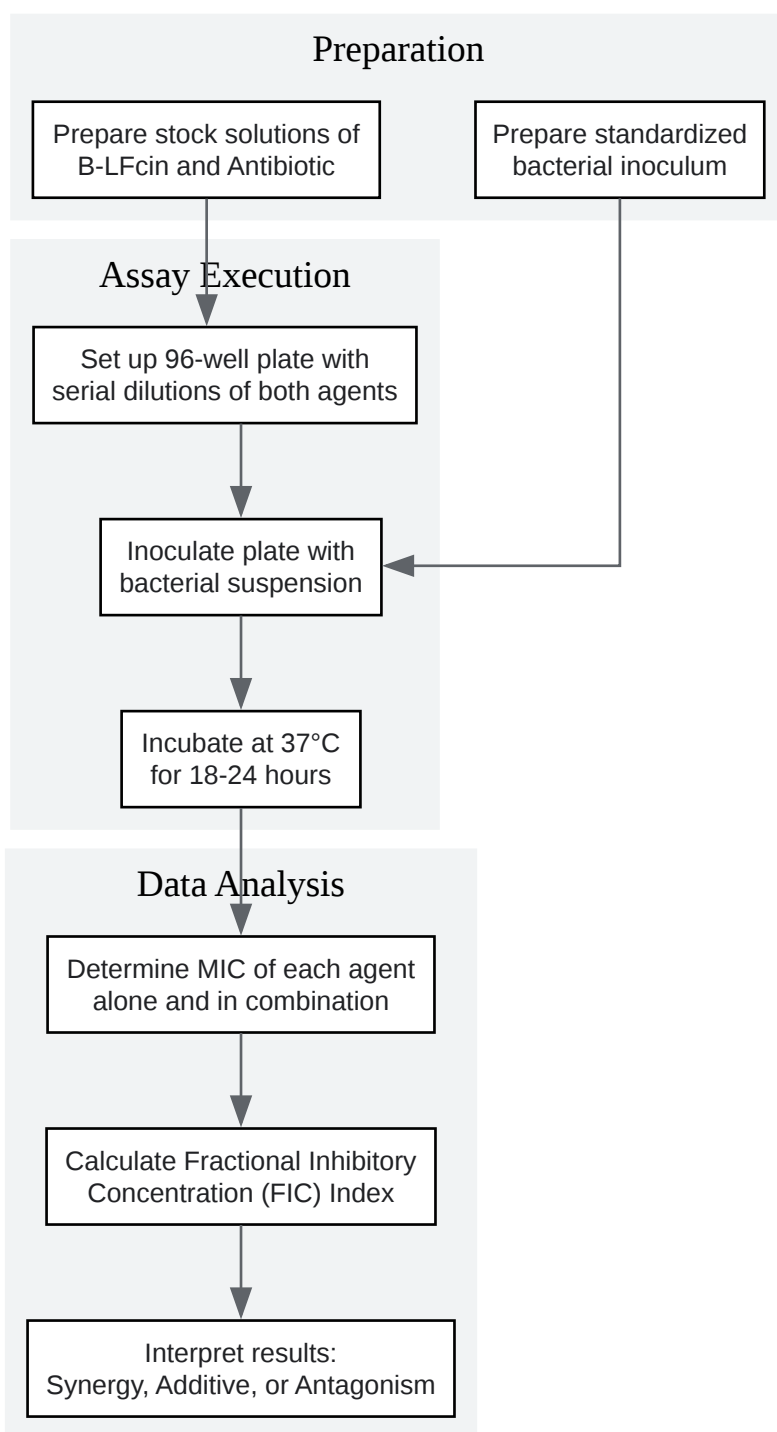 Preparation
Prepare stock solutions of
B-LFcin and Antibiotic
Prepare standardized
bacterial inoculum
Assay Execution
Set up 96-well plate with
serial dilutions of both agents
Inoculate plate with
bacterial suspension
Incubate at 37°C
for 18-24 hours
Data Analysis
Determine MIC of each agent
alone and in combination
Calculate Fractional Inhibitory
Concentration (FIC) Index
Interpret results:
Synergy, Additive, or Antagonism